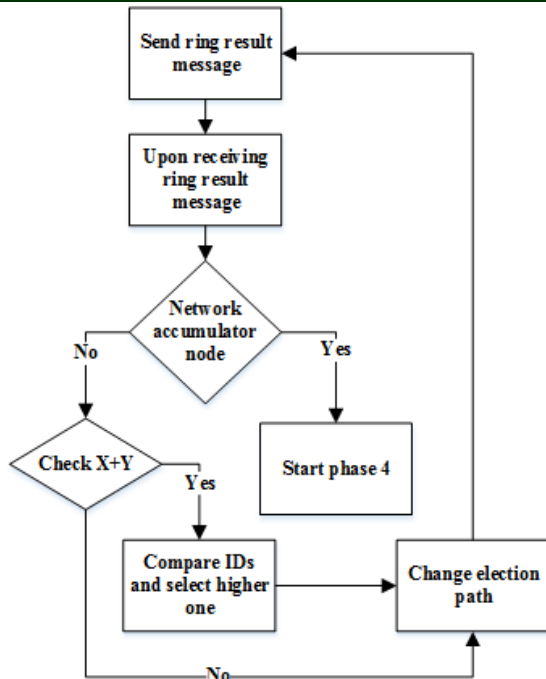 Send ring result
message
Upon receiving
ring result
message
Network
accumulator
node
No
Yes
Check X+Y
Yes
Start phase 4
Compare IDs
and select higher
one
Change election
path
No